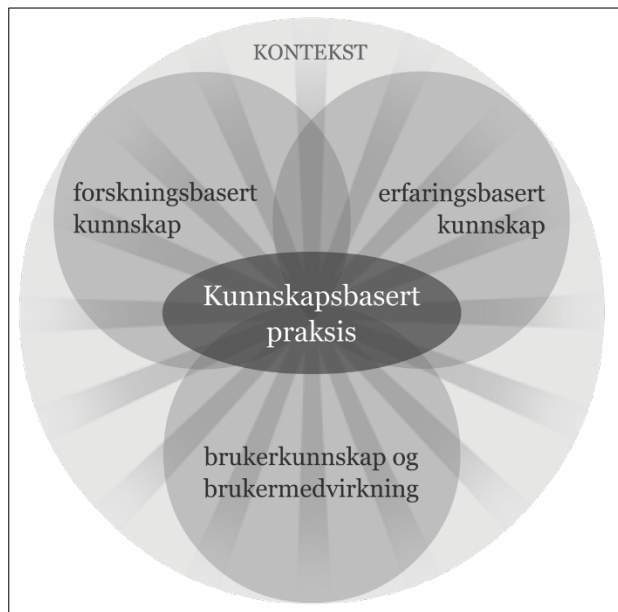 KONTEKST
forskningsbasert
kunnskap
erfaringsbasert
kunnskap
Kunnskapsbasert
praksis
brukerkunnskap og
brukermedvirkning